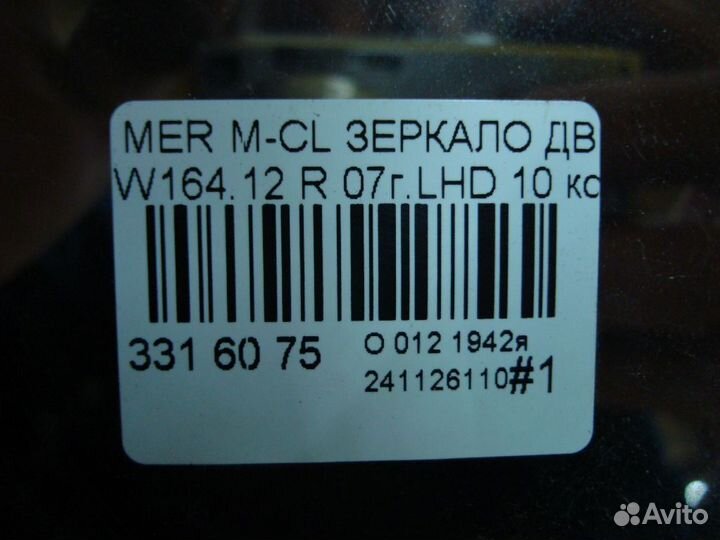 MER M-CL ЗЕРКАЛО ДВ
W164.12 R 07г.LHD 10 кс
331 60 75
O 012 1942я
241126110#1
Avito